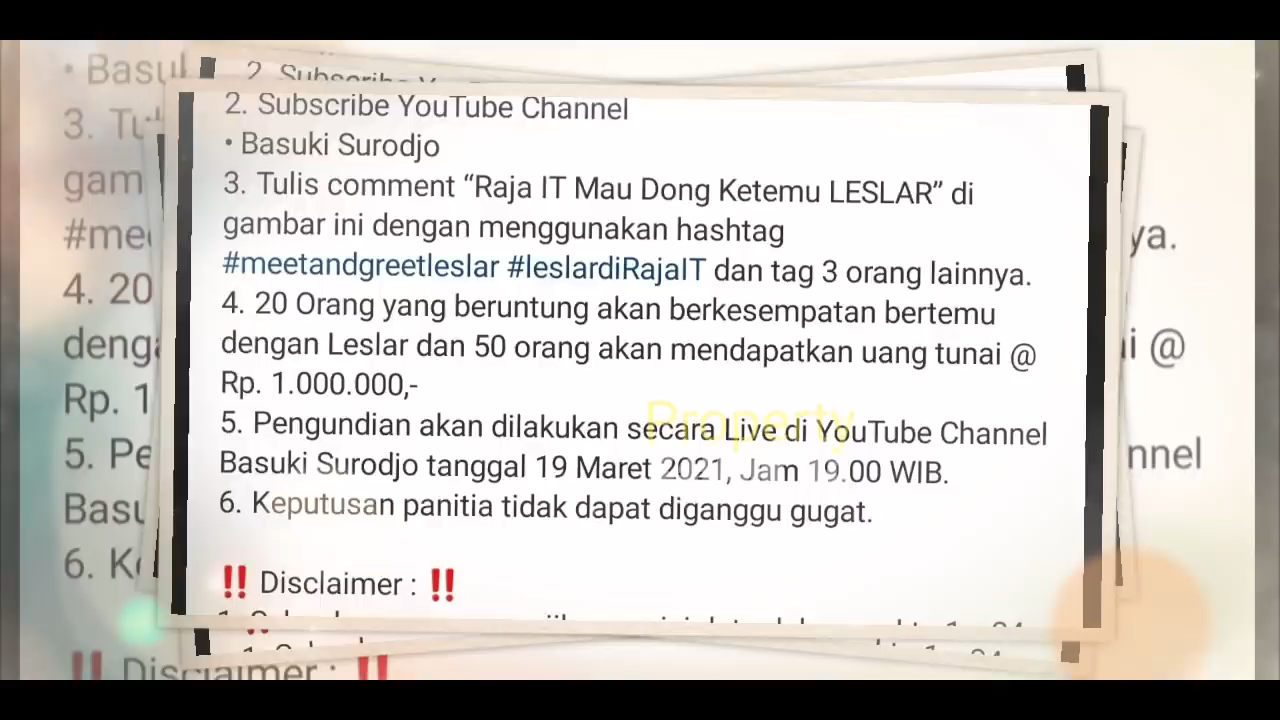 2. Subscribe YouTube Channel
• Basuki Surodjo
3. Tulis comment “Raja IT Mau Dong Ketemu LESLAR” di
gambar ini dengan menggunakan hashtag
#meetandgreetleslar #leslardiRajaIT dan tag 3 orang lainnya.
4. 20 Orang yang beruntung akan berkesempatan bertemu
dengan Leslar dan 50 orang akan mendapatkan uang tunai @
Rp. 1.000.000,-
Property
5. Pengundian akan dilakukan secara Live di YouTube Channel
Basuki Surodjo tanggal 19 Maret 2021, Jam 19.00 WIB.
6. Keputusan panitia tidak dapat diganggu gugat.
‼️ Disclaimer : ‼️